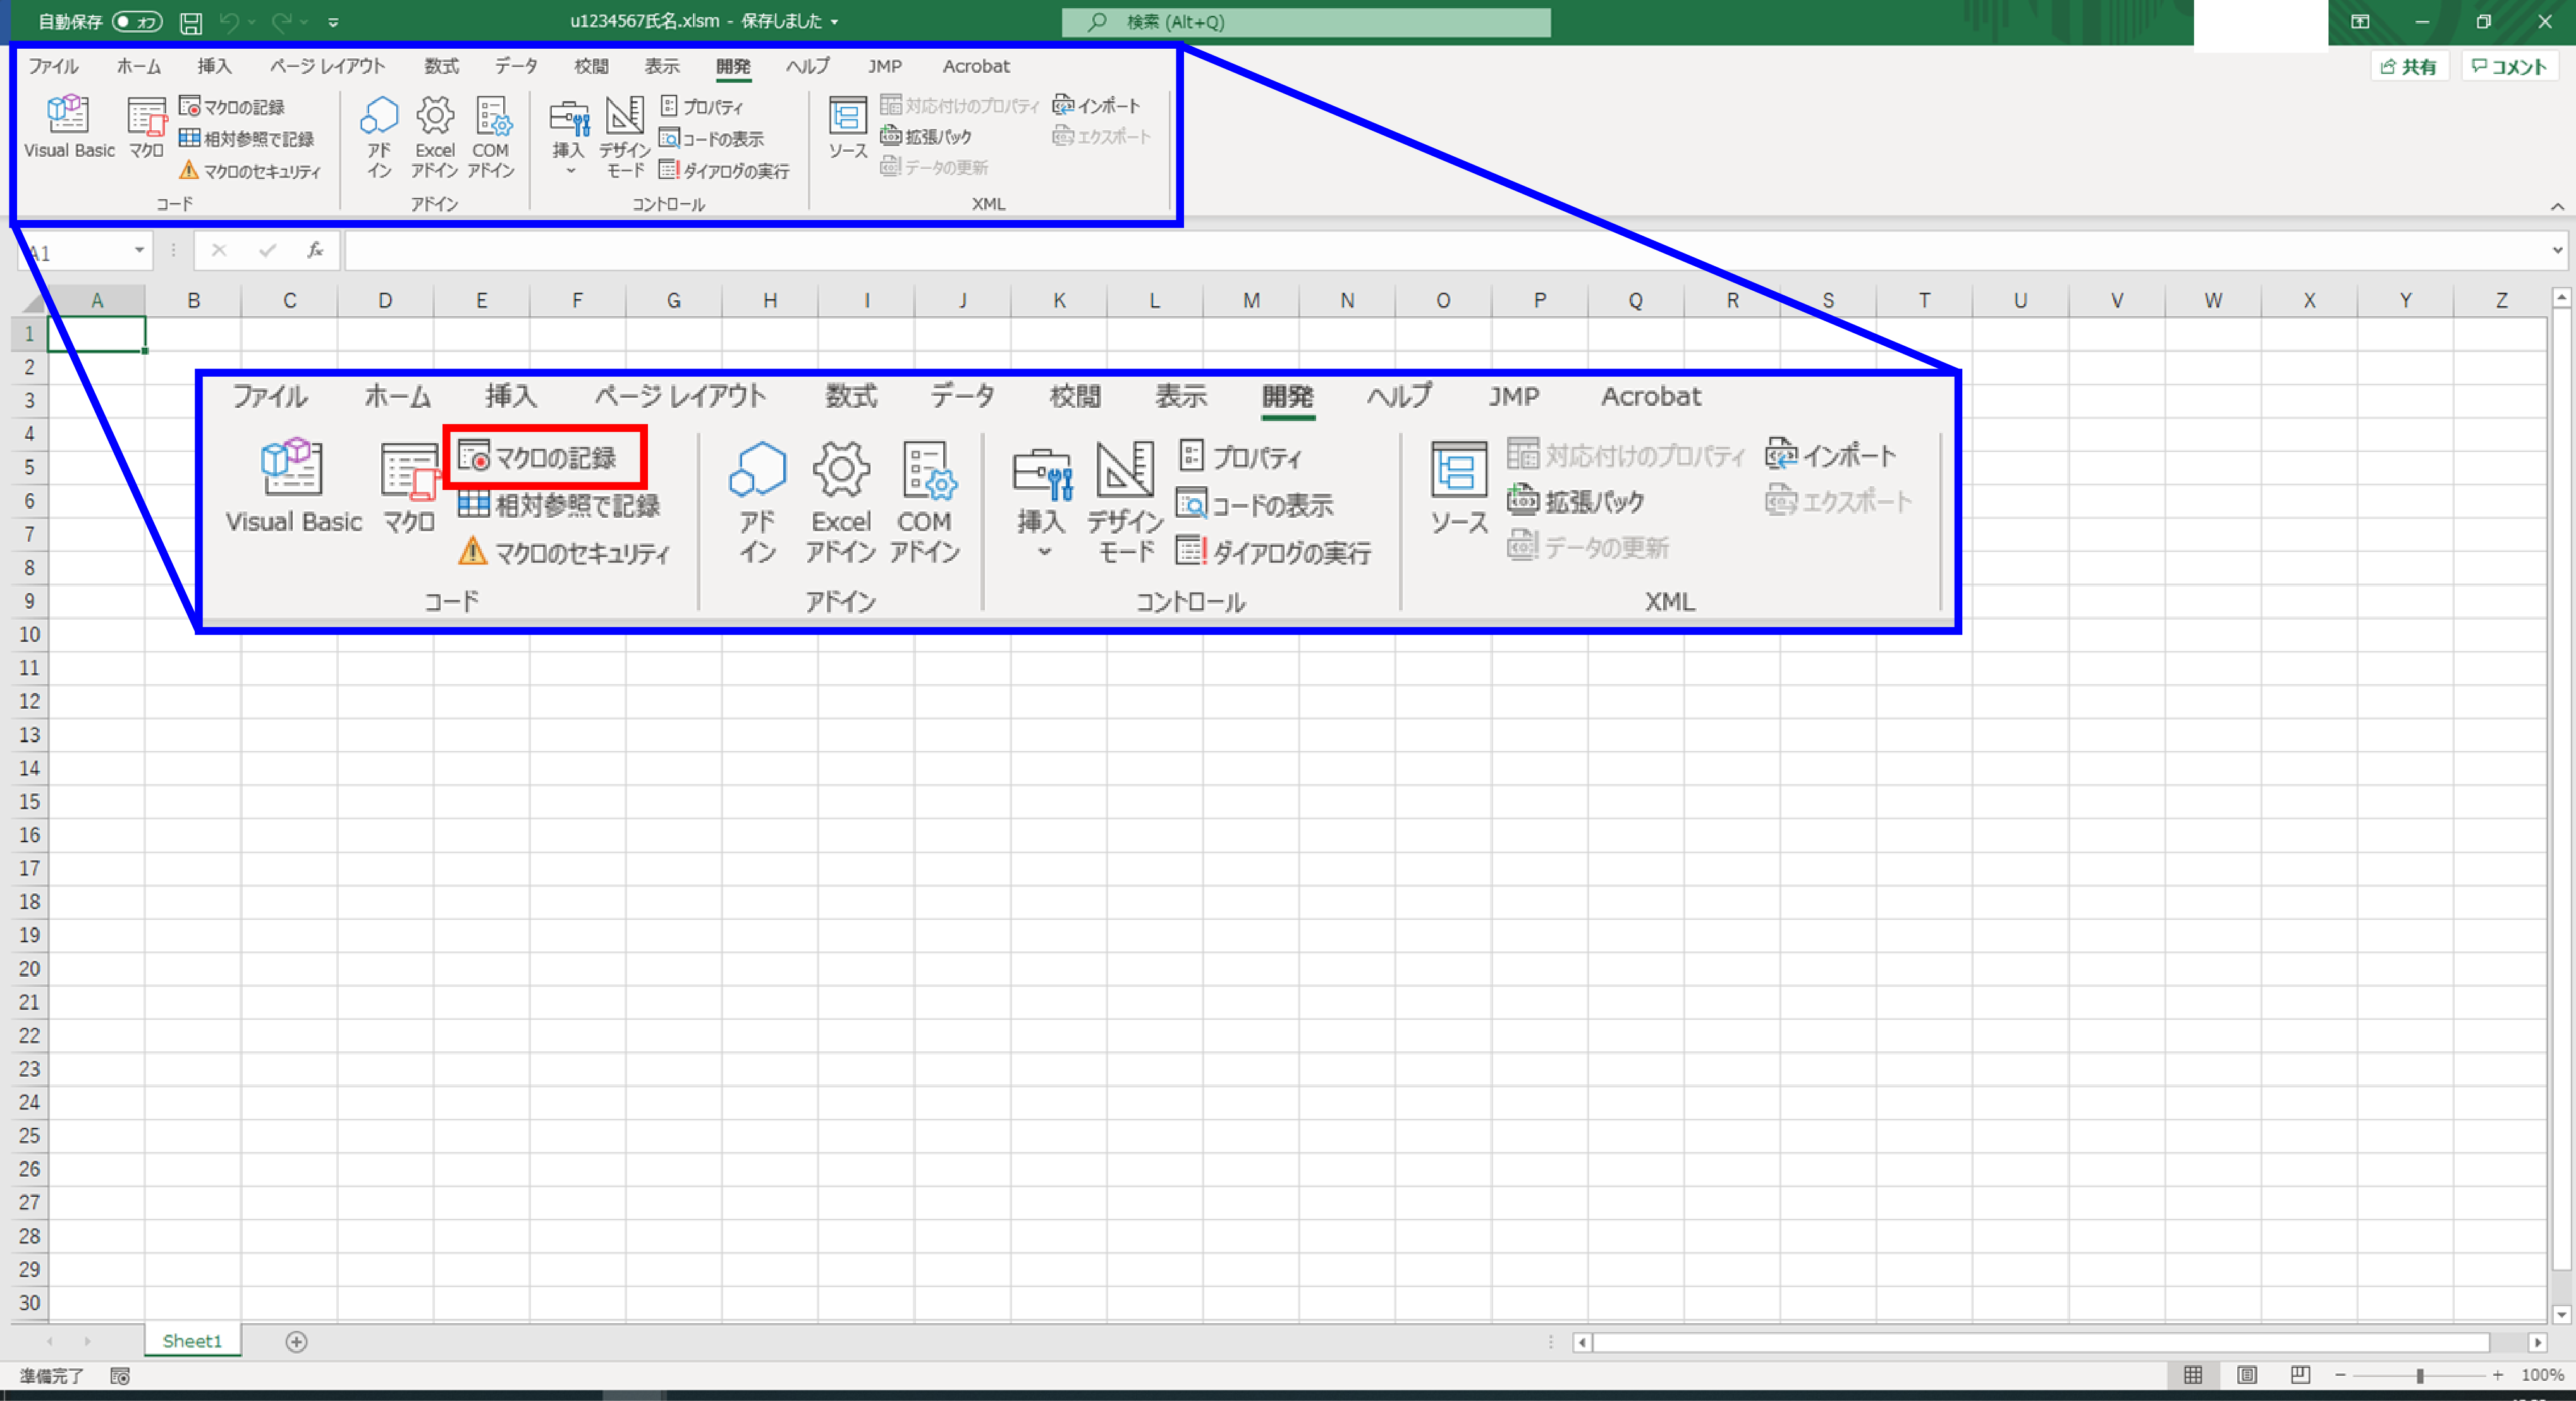 自動保存 オフ u1234567氏名.xlsm - 保存しました 検索 (Alt+Q)
ファイル ホーム 挿入 ページ レイアウト 数式 データ 校閲 表示 開発 ヘルプ JMP Acrobat 共有 コメント
Visual Basic
マクロ
マクロの記録
相対参照で記録
マクロのセキュリティ
コード
アド
イン
Excel
アドイン
COM
アドイン
アドイン
挿入
デザイン
モード
プロパティ
コードの表示
ダイアログの実行
コントロール
ソース
対応付けのプロパティ
拡張パック
データの更新
インポート
エクスポート
XML
A1 fx
A B C D E F G H I J K L M N O P Q R S T U V W X Y Z
1
2
3
4
5
6
7
8
9
10
11
12
13
14
15
16
17
18
19
20
21
22
23
24
25
26
27
28
29
30
ファイル ホーム 挿入 ページ レイアウト 数式 データ 校閲 表示 開発 ヘルプ JMP Acrobat
Visual Basic
マクロ
マクロの記録
相対参照で記録
マクロのセキュリティ
コード
アド
イン
Excel
アドイン
COM
アドイン
アドイン
挿入
デザイン
モード
プロパティ
コードの表示
ダイアログの実行
コントロール
ソース
対応付けのプロパティ
拡張パック
データの更新
インポート
エクスポート
XML
Sheet1
準備完了 100%